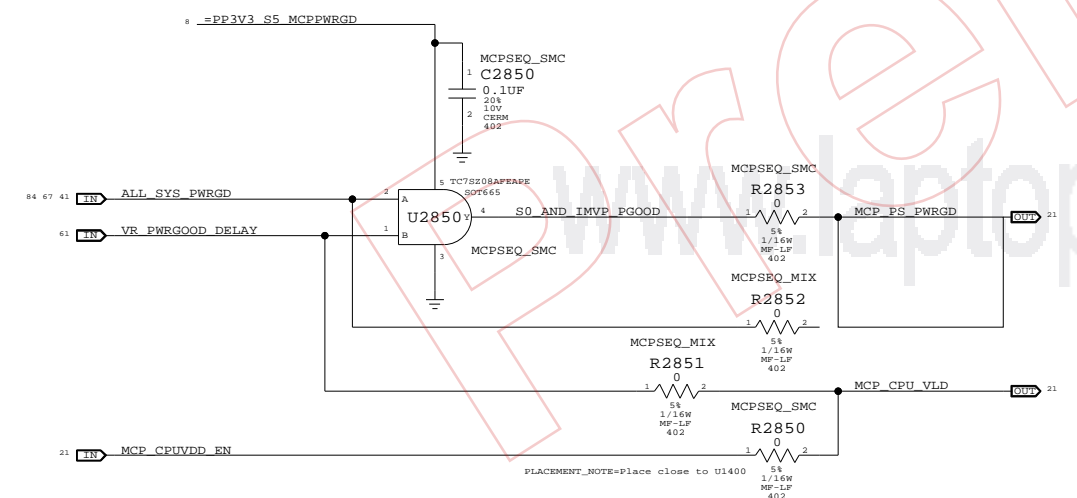 8 =PP3V3_S5_MCPPWRGD
MCPSEQ_SMC
1 C2850
0.1UF
20%
10V
2 CERM
402
5 TC7SZ08AFEAPE
SOT665
84 67 41 IN ALL_SYS_PWRGD 2 A
U2850 Y 4 S0_AND_IMVP_PGOOD
61 IN VR_PWRGOOD_DELAY 1 B
MCPSEQ_SMC
3
MCPSEQ_SMC
R2853
0
1 2 MCP_PS_PWRGD OUT 21
5%
1/16W
MF-LF
402
MCPSEQ_MIX
R2852
0
1 2
5%
1/16W
MF-LF
402
MCPSEQ_MIX
R2851
0
1 2 MCP_CPU_VLD OUT 21
5%
1/16W
MF-LF
402
MCPSEQ_SMC
R2850
0
21 IN MCP_CPUVDD_EN 1 2
PLACEMENT_NOTE=Place close to U1400
5%
1/16W
MF-LF
402
www.laptop
Pre